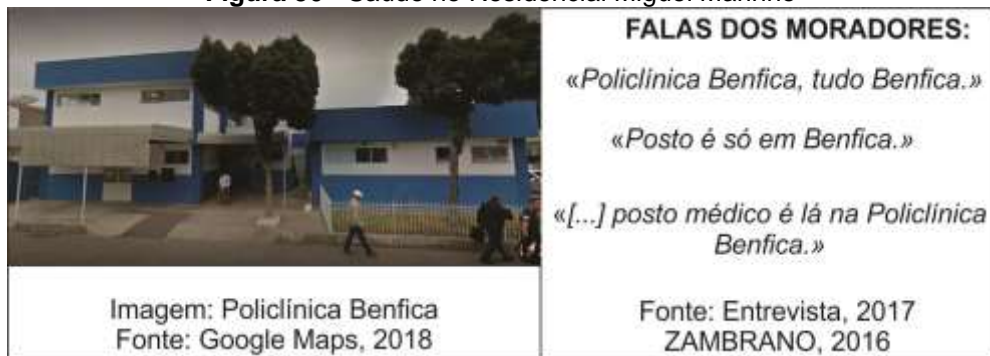 Imagem: Policlínica Benfica
Fonte: Google Maps, 2018
FALAS DOS MORADORES:
«Policlínica Benfica, tudo Benfica.»
«Posto é só em Benfica.»
«[...] posto médico é lá na Policlínica
Benfica.»
Fonte: Entrevista, 2017
ZAMBRANO, 2016